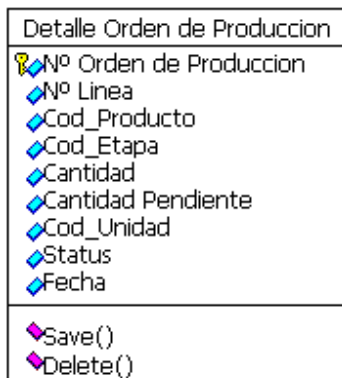 Detalle Orden de Produccion
Nº Orden de Produccion
Nº Linea
Cod_Producto
Cod_Etapa
Cantidad
Cantidad Pendiente
Cod_Unidad
Status
Fecha
Save()
Delete()